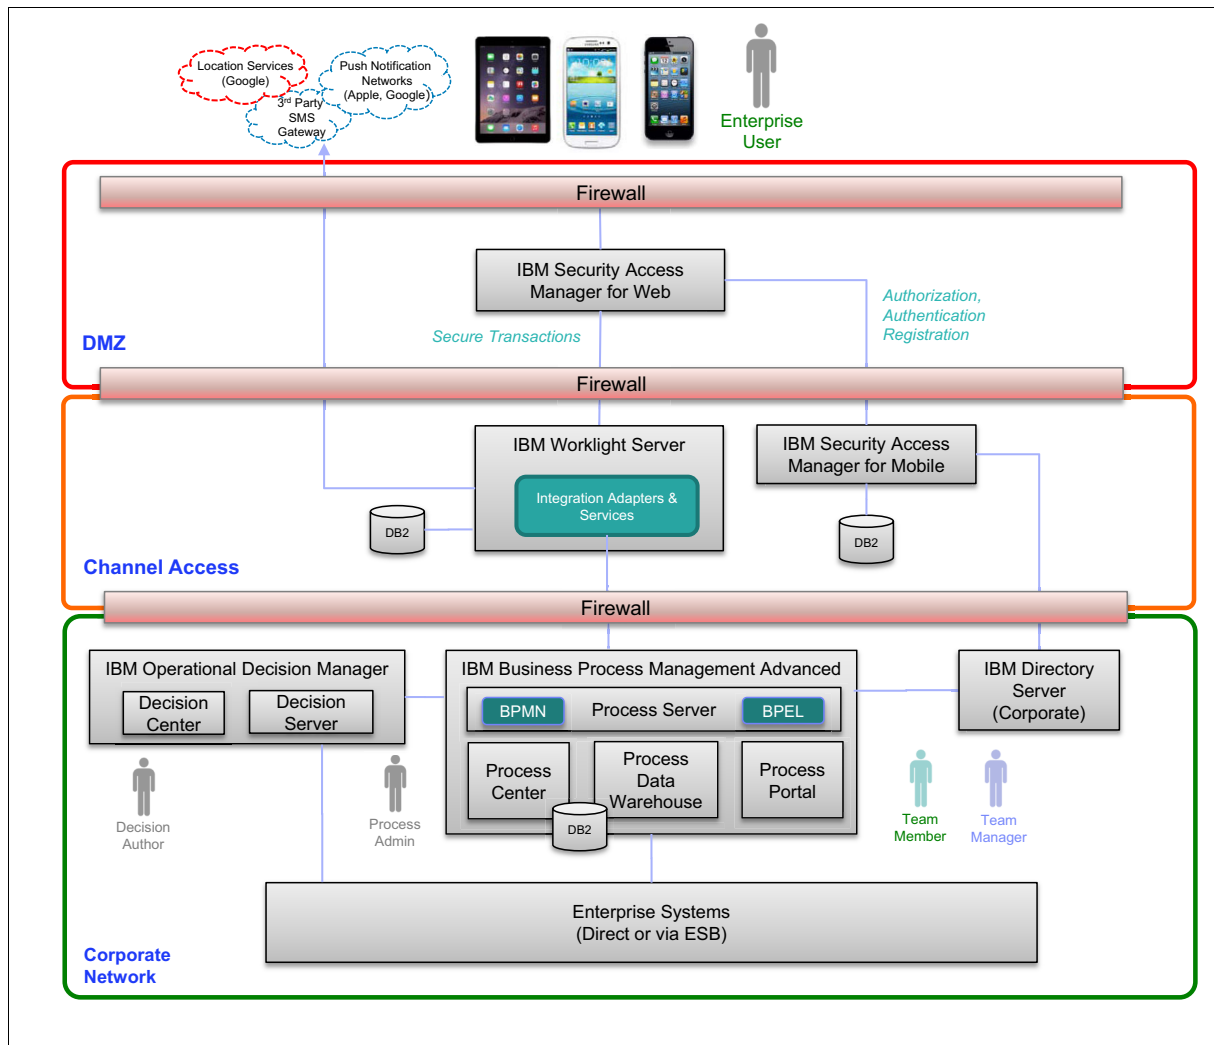 Location Services
(Google)
Push Notification
Networks
(Apple, Google)
3rd Party
SMS
Gateway
Enterprise
User
Firewall
IBM Security Access
Manager for Web
Authorization,
Authentication
Registration
Secure Transactions
DMZ
Firewall
IBM Worklight Server
Integration Adapters &
Services
IBM Security Access
Manager for Mobile
DB2
DB2
Channel Access
Firewall
IBM Operational Decision Manager
Decision
Center
Decision
Server
IBM Business Process Management Advanced
BPMN
Process Server
BPEL
Process
Center
Process
Data
Warehouse
Process
Portal
DB2
IBM Directory
Server
(Corporate)
Decision
Author
Process
Admin
Team
Member
Team
Manager
Enterprise Systems
(Direct or via ESB)
Corporate
Network